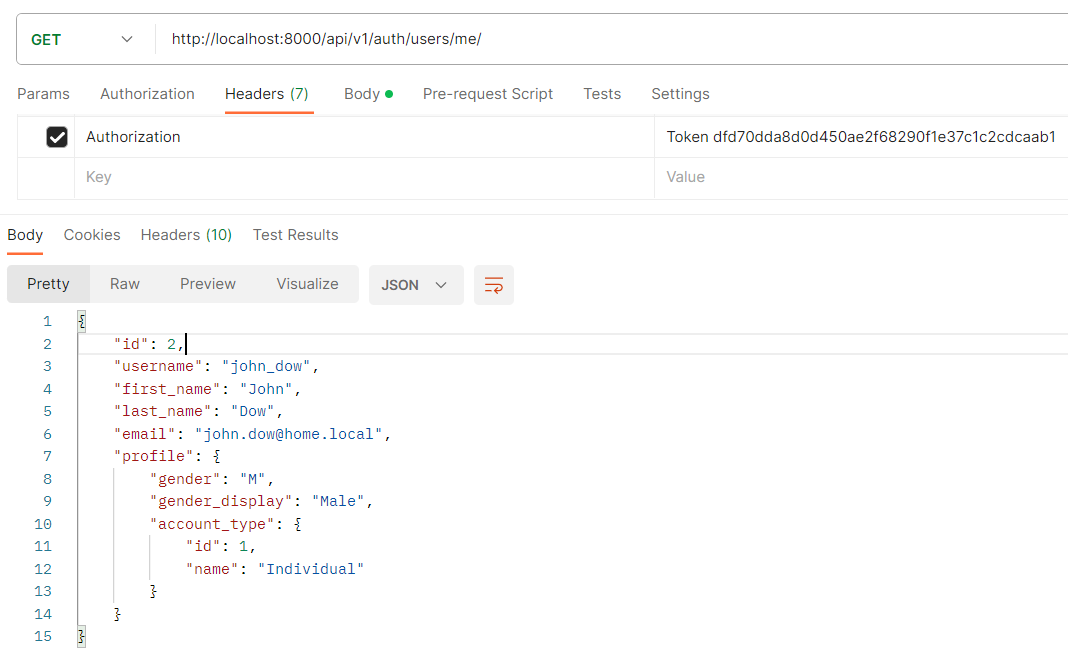 GET http://localhost:8000/api/v1/auth/users/me/
Params Authorization Headers (7) Body Pre-request Script Tests Settings
Authorization Token dfd70dda8d0d450ae2f68290f1e37c1c2cdcaab1
Key Value
Body Cookies Headers (10) Test Results
Pretty Raw Preview Visualize JSON
1 {
2 "id": 2,
3 "username": "john_dow",
4 "first_name": "John",
5 "last_name": "Dow",
6 "email": "john.dow@home.local",
7 "profile": {
8 "gender": "M",
9 "gender_display": "Male",
10 "account_type": {
11 "id": 1,
12 "name": "Individual"
13 }
14 }
15 }